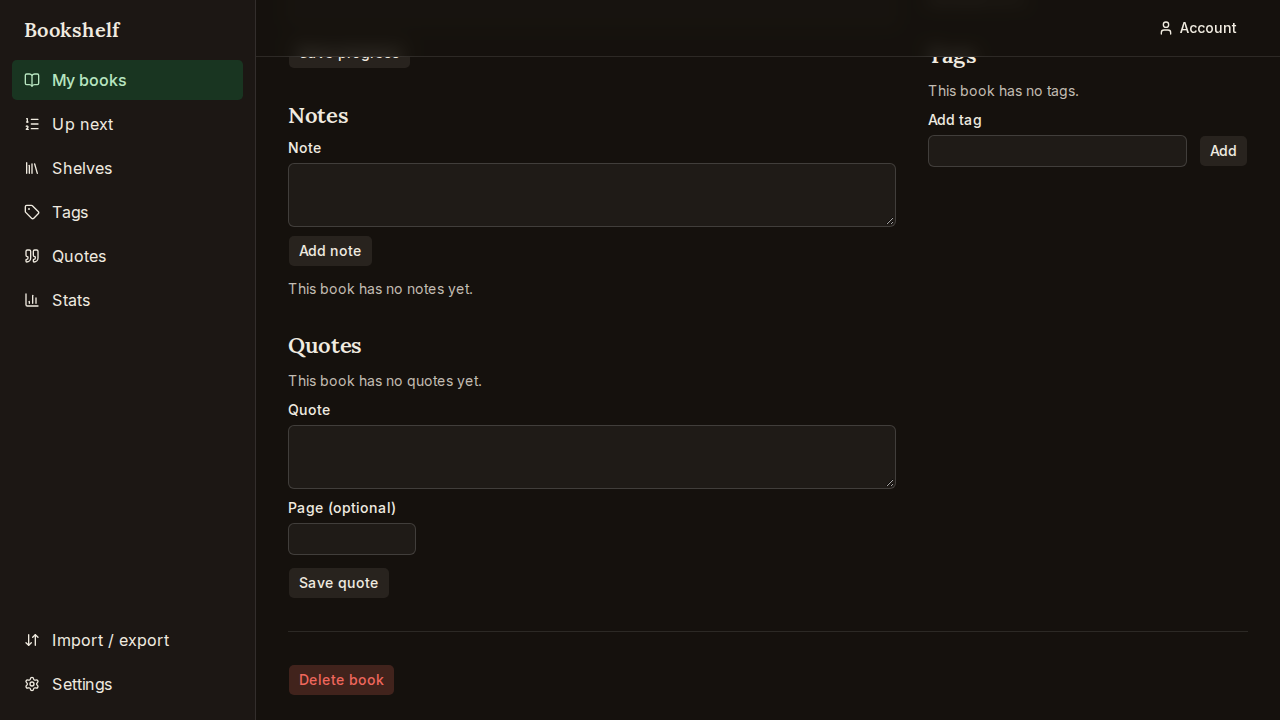 Bookshelf
My books
Up next
Shelves
Tags
Quotes
Stats
Import / export
Settings
Account
Save progress
Notes
Note
Add note
This book has no notes yet.
Quotes
This book has no quotes yet.
Quote
Page (optional)
Save quote
Delete book
Tags
This book has no tags.
Add tag
Add